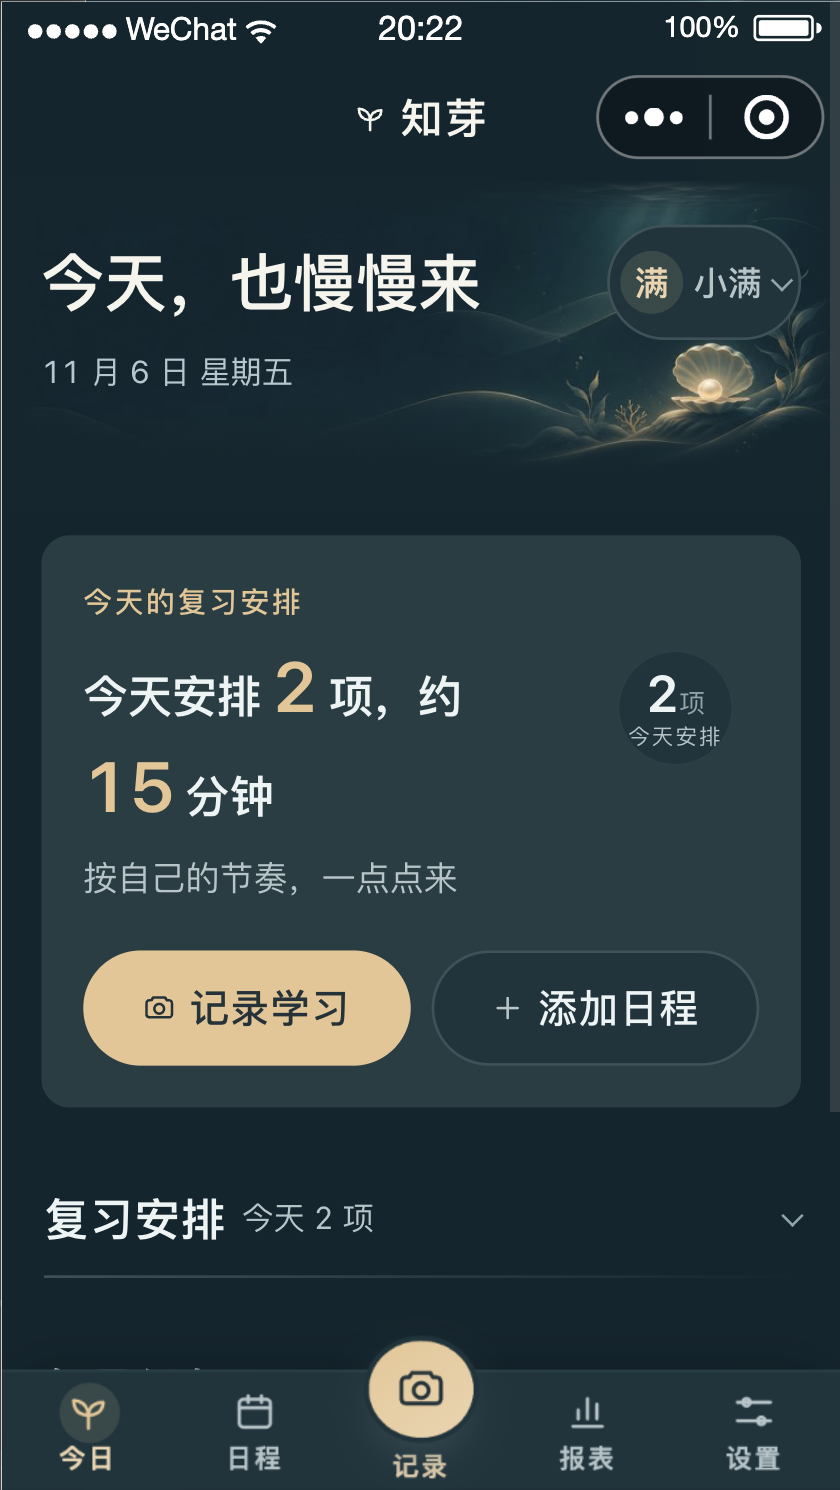 WeChat 20:22 100%
知芽
今天，也慢慢来
满 小满
11 月 6 日 星期五
今天的复习安排
今天安排 2 项，约
15 分钟
2项
今天安排
按自己的节奏，一点点来
记录学习
+ 添加日程
复习安排 今天 2 项
今日 日程 记录 报表 设置